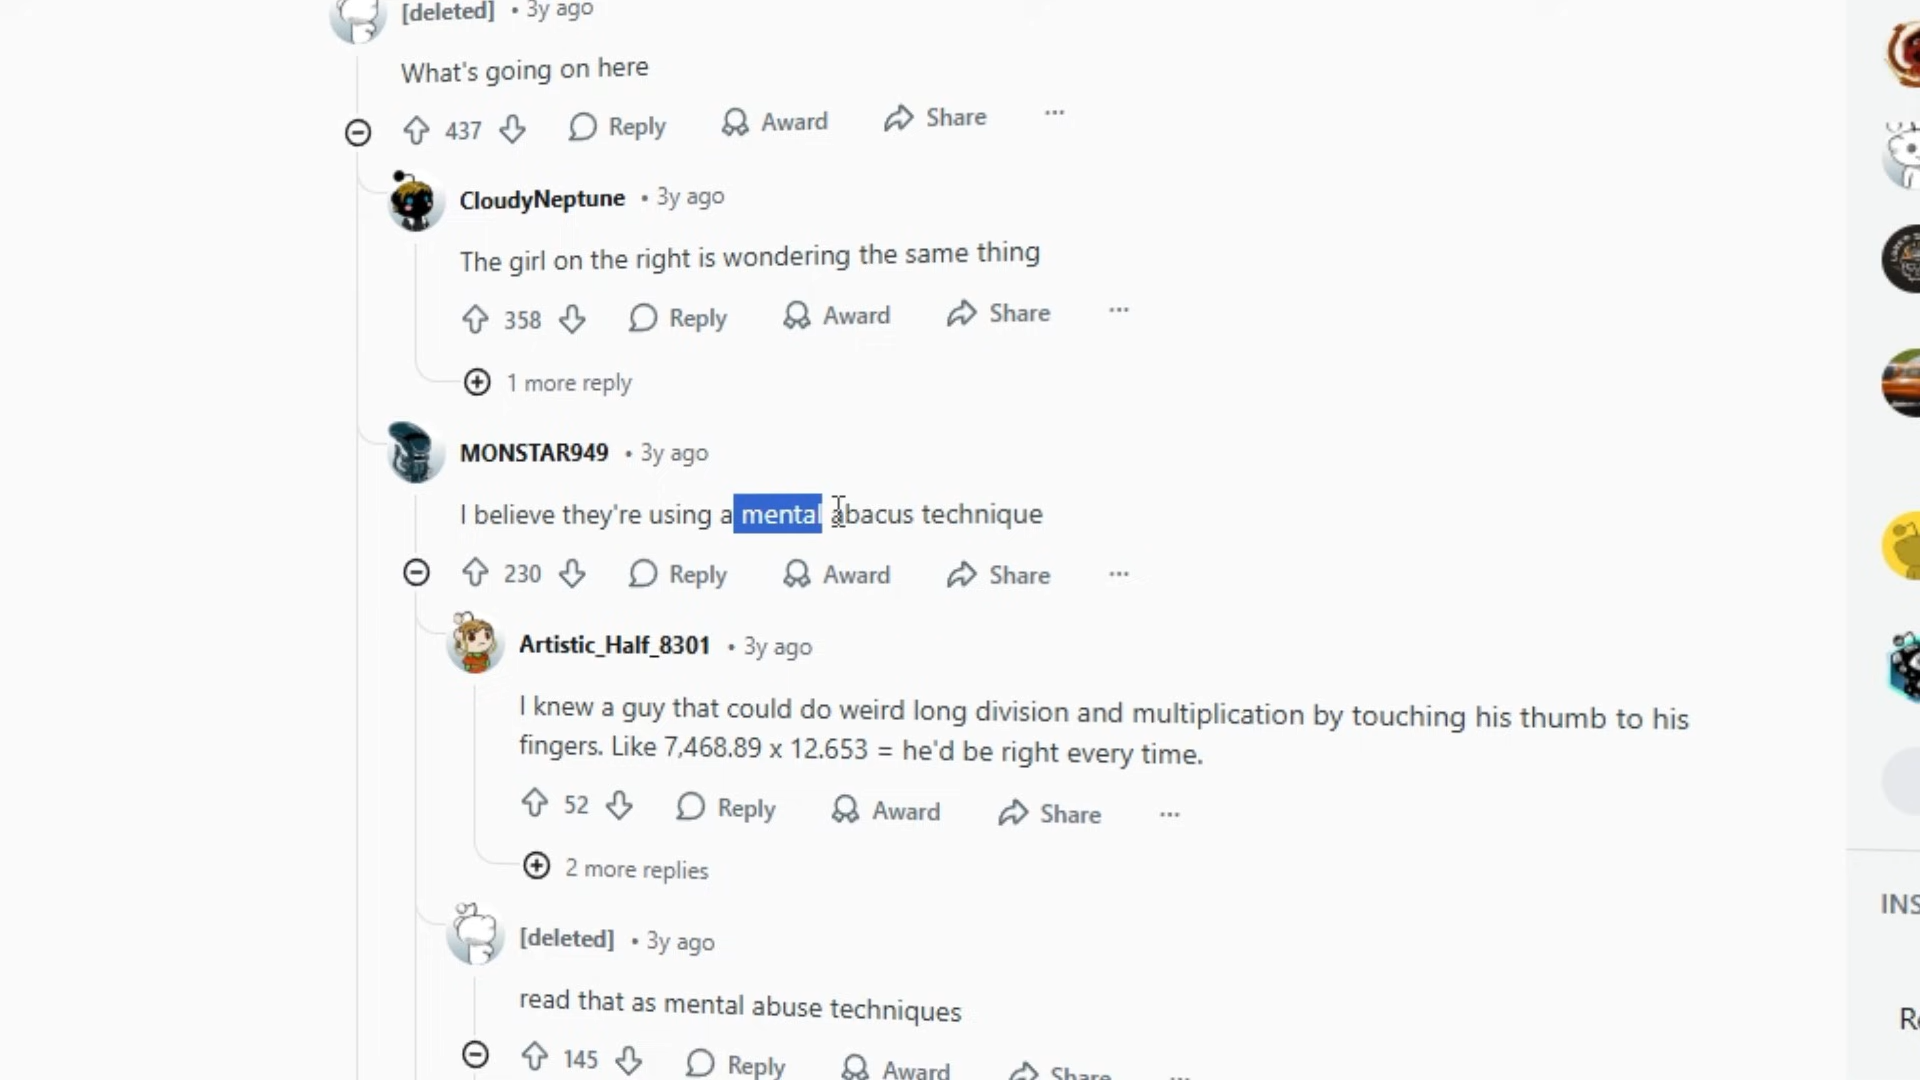 [deleted] • 3y ago
What's going on here
437 Reply Award Share ...
CloudyNeptune • 3y ago
The girl on the right is wondering the same thing
358 Reply Award Share ...
1 more reply
MONSTAR949 • 3y ago
I believe they're using a mental abacus technique
230 Reply Award Share ...
Artistic_Half_8301 • 3y ago
I knew a guy that could do weird long division and multiplication by touching his thumb to his
fingers. Like 7,468.89 x 12.653 = he'd be right every time.
52 Reply Award Share ...
2 more replies
INS
[deleted] • 3y ago
read that as mental abuse techniques
145 Reply Award Share ...